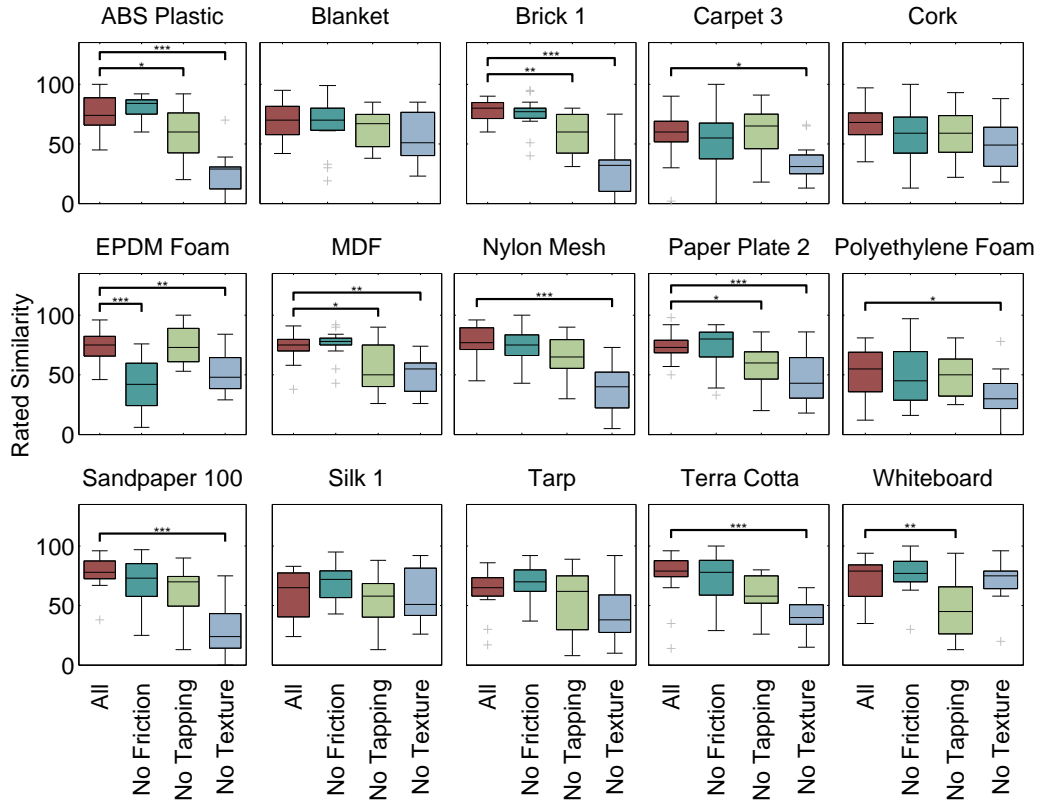 ABS Plastic Blanket Brick 1 Carpet 3 Cork
100
50
0
*** * *** ** *
EPDM Foam MDF Nylon Mesh Paper Plate 2 Polyethylene Foam
100
50
0
*** ** ** * *** *** * *
Rated Similarity
Sandpaper 100 Silk 1 Tarp Terra Cotta Whiteboard
100
50
0
*** *** **
All No Friction No Tapping No Texture All No Friction No Tapping No Texture All No Friction No Tapping No Texture All No Friction No Tapping No Texture All No Friction No Tapping No Texture